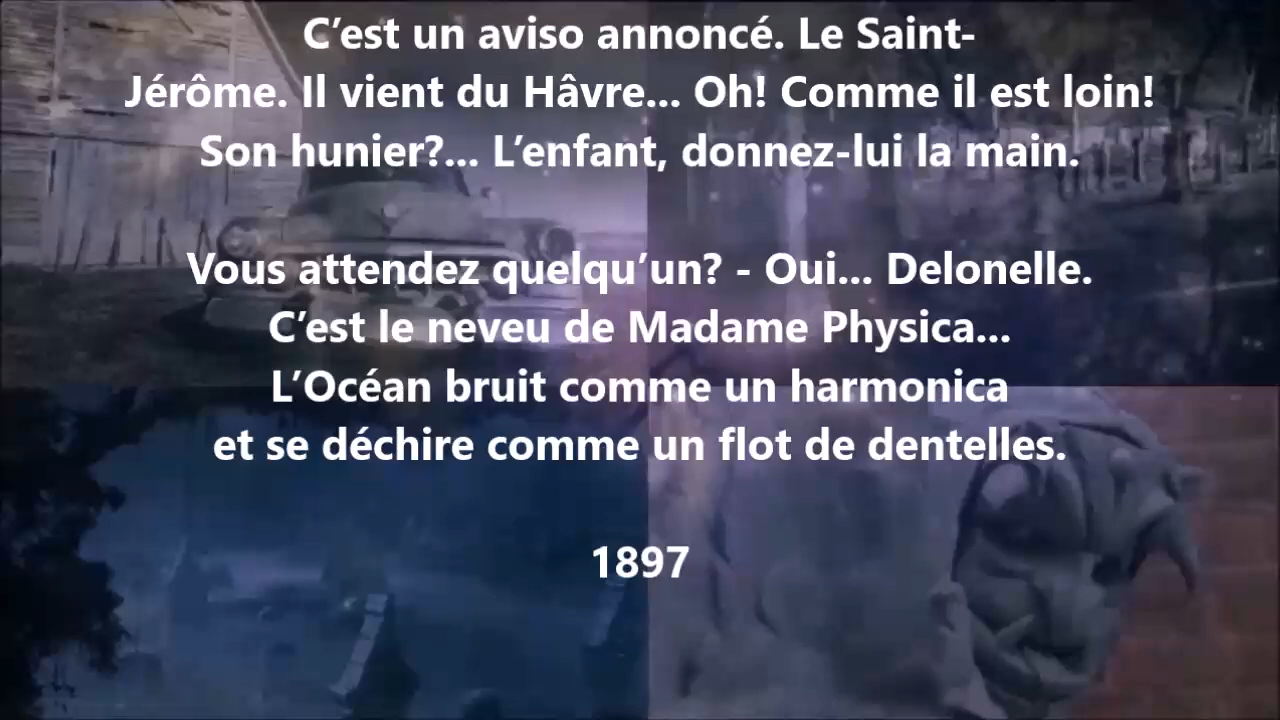 C’est un aviso annoncé. Le Saint-
Jérôme. Il vient du Hâvre... Oh! Comme il est loin!
Son hunier?... L’enfant, donnez-lui la main.
Vous attendez quelqu’un? - Oui... Delonelle.
C’est le neveu de Madame Physica...
L’Océan bruit comme un harmonica
et se déchire comme un flot de dentelles.
1897